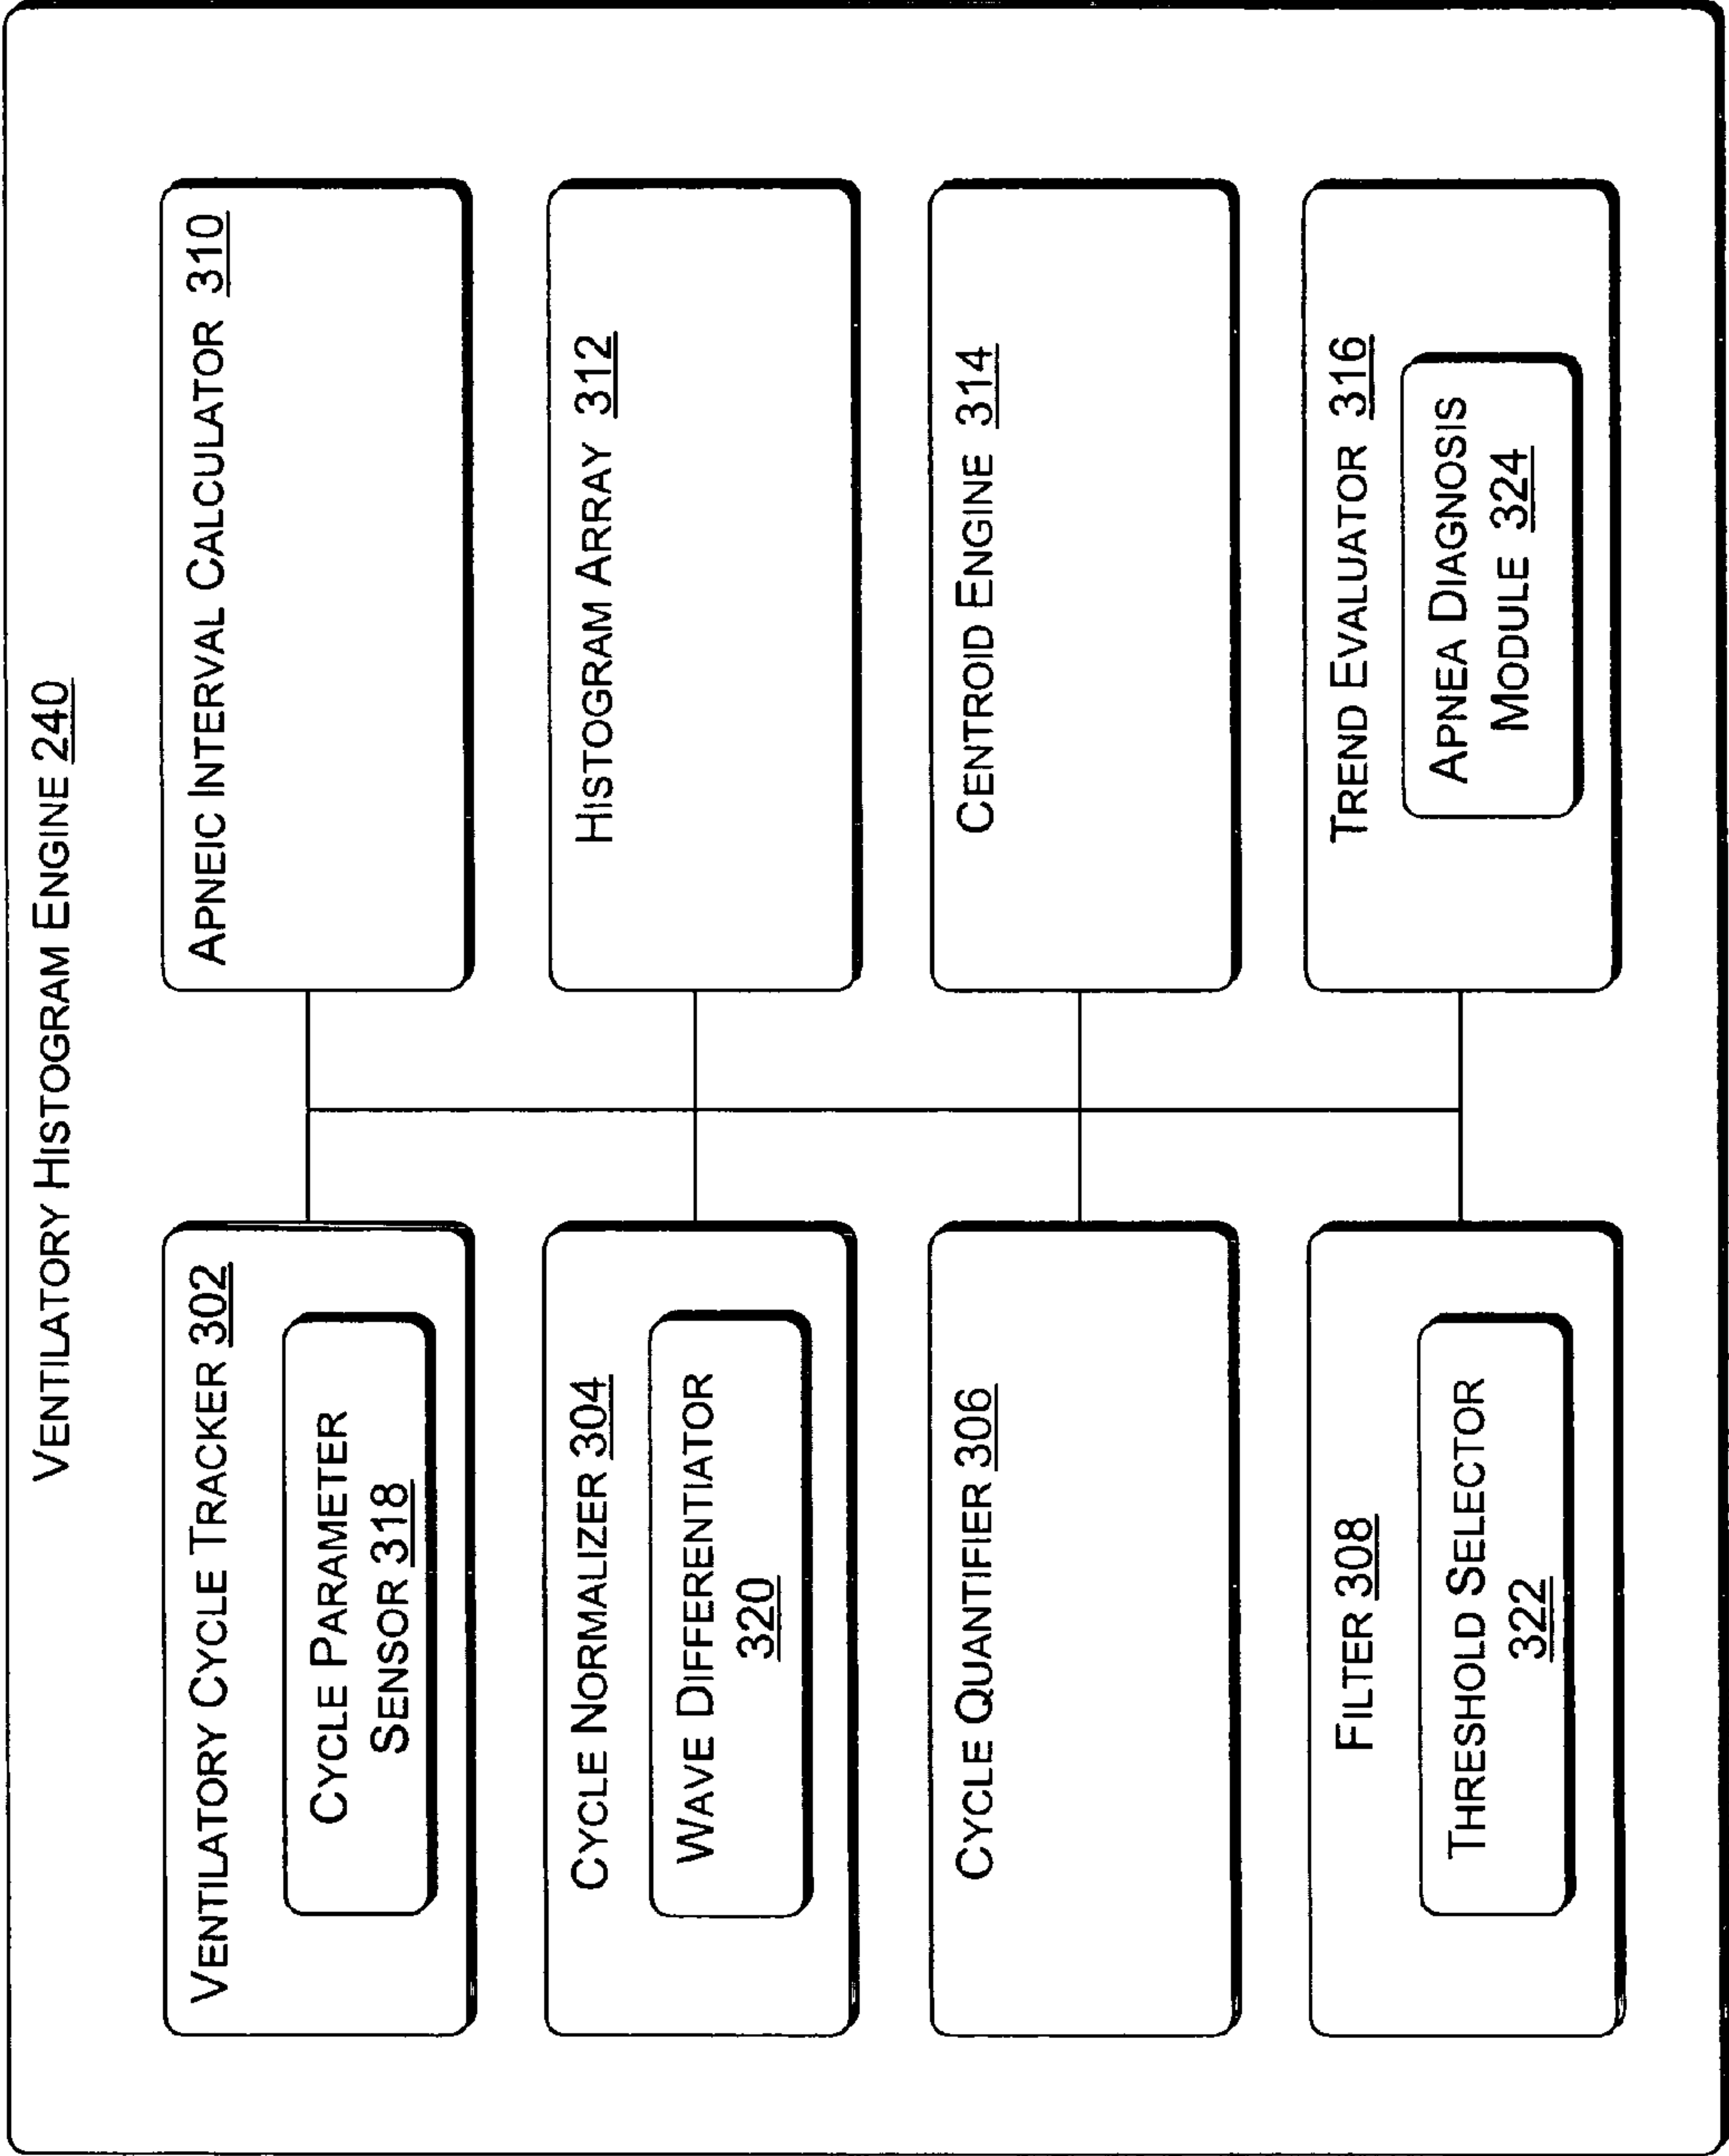 VENTILATORY HISTOGRAM ENGINE 240
VENTILATORY CYCLE TRACKER 302
CYCLE PARAMETER
SENSOR 318
CYCLE NORMALIZER 304
WAVE DIFFERENTIATOR
320
CYCLE QUANTIFIER 306
FILTER 308
THRESHOLD SELECTOR
322
APNEIC INTERVAL CALCULATOR 310
HISTOGRAM ARRAY 312
CENTROID ENGINE 314
TREND EVALUATOR 316
APNEA DIAGNOSIS
MODULE 324